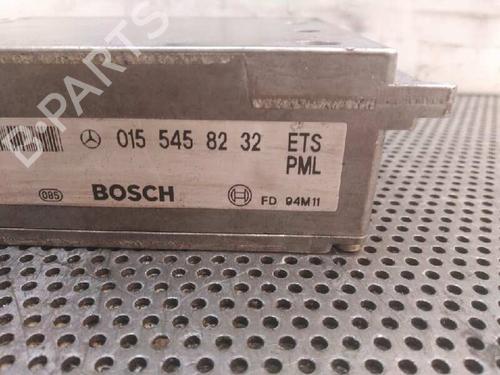 B-PARTS
015 545 82 32 ETS
PML
085 BOSCH FD 94M11